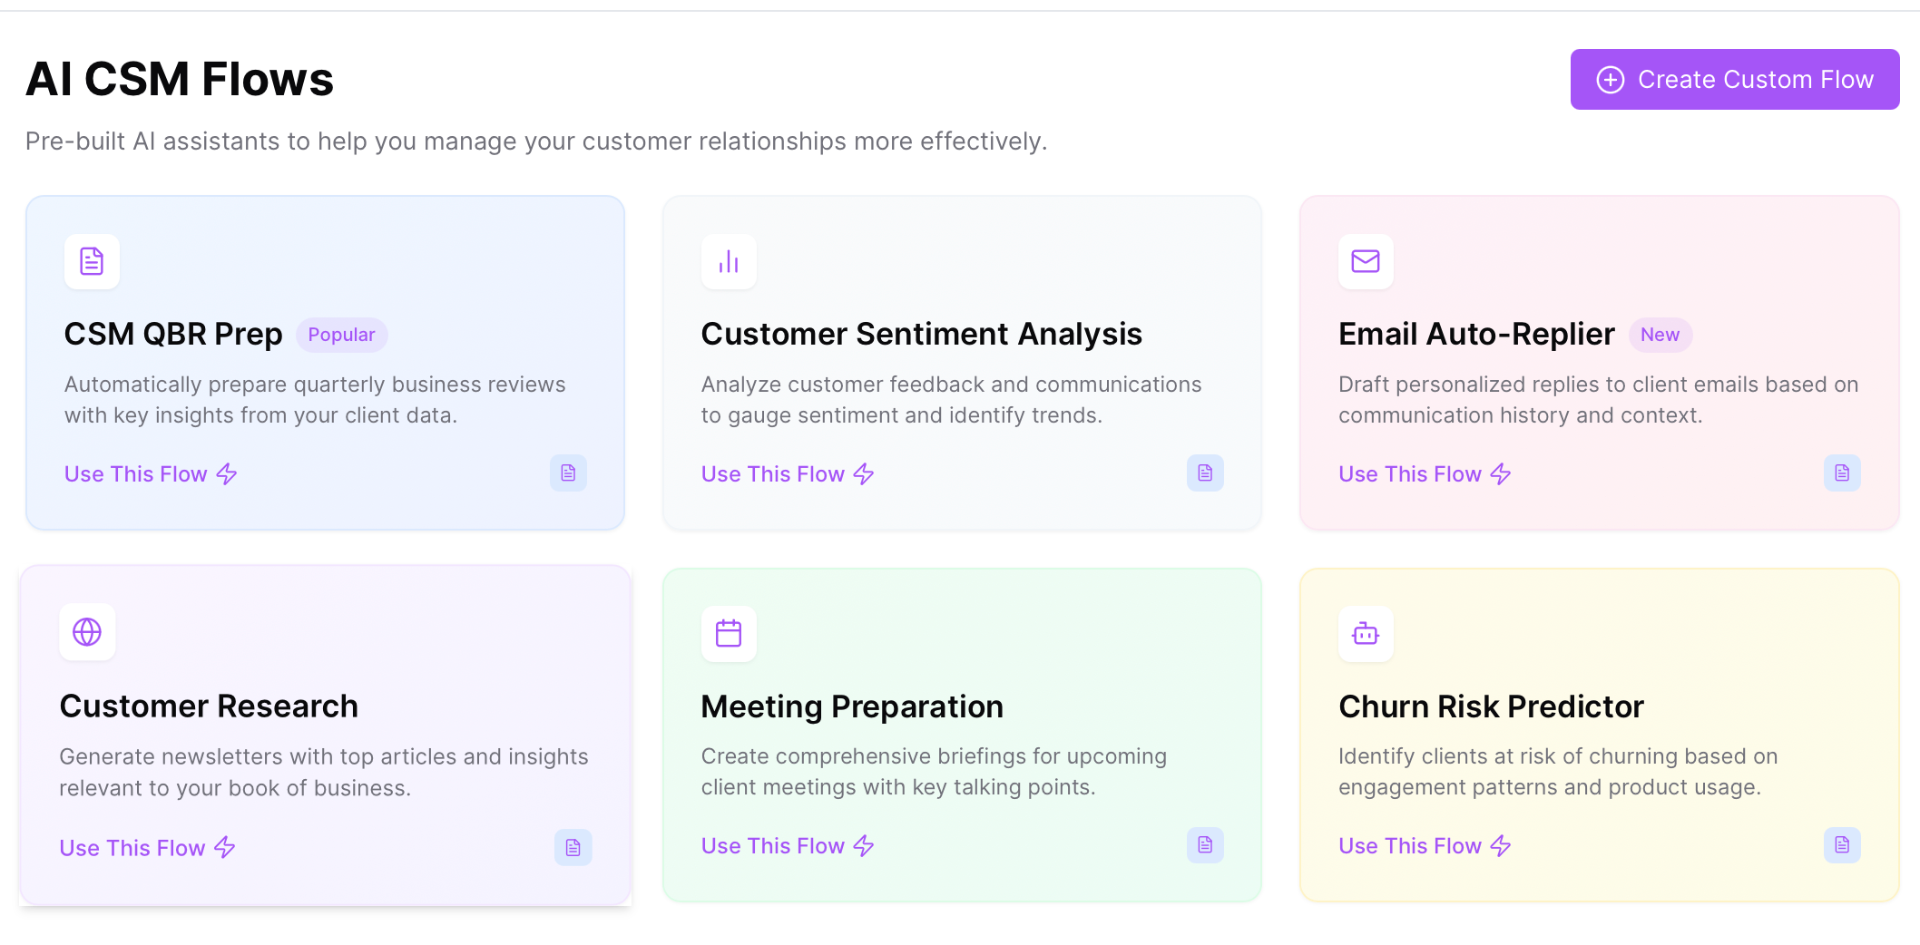 AI CSM Flows
Create Custom Flow
Pre-built AI assistants to help you manage your customer relationships more effectively.
CSM QBR Prep Popular
Automatically prepare quarterly business reviews
with key insights from your client data.
Use This Flow
Customer Sentiment Analysis
Analyze customer feedback and communications
to gauge sentiment and identify trends.
Use This Flow
Email Auto-Replier New
Draft personalized replies to client emails based on
communication history and context.
Use This Flow
Customer Research
Generate newsletters with top articles and insights
relevant to your book of business.
Use This Flow
Meeting Preparation
Create comprehensive briefings for upcoming
client meetings with key talking points.
Use This Flow
Churn Risk Predictor
Identify clients at risk of churning based on
engagement patterns and product usage.
Use This Flow